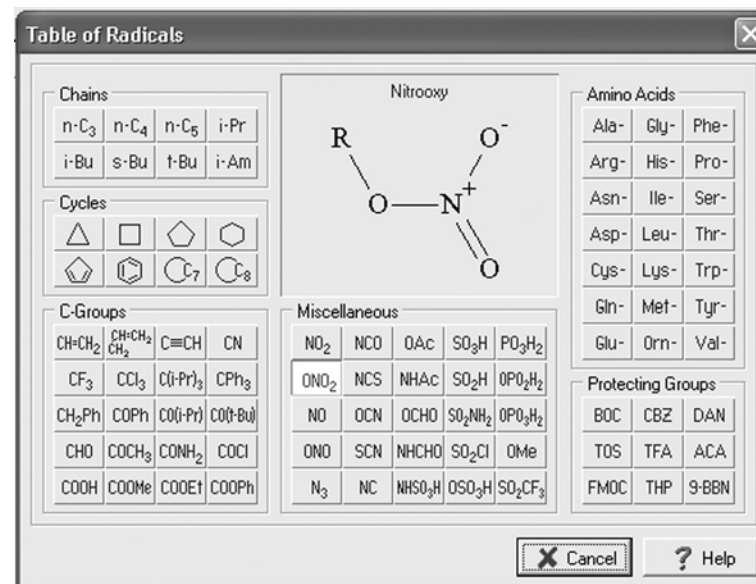 Table of Radicals
Chains
n-C3 n-C4 n-C5 i-Pr
i-Bu s-Bu t-Bu i-Am
Cycles
C7 C8
C-Groups
CH=CH2 CH=CH2 CH2 C≡CH CN
CF3 CCl3 C(i-Pr)3 CPh3
CH2Ph COPh CO(i-Pr) CO(t-Bu)
CHO COCH3 CONH2 COCl
COOH COOMe COOEt COOPh
Nitrooxy
R O-
O N+
O
Miscellaneous
NO2 NCO OAc SO3H PO3H2
ONO2 NCS NHAc SO2H OPO2H2
NO OCN OCHO SO2NH2 OPO3H2
ONO SCN NHCHO SO2Cl OMe
N3 NC NHSO3H OSO3H SO2CF3
Amino Acids
Ala- Gly- Phe-
Arg- His- Pro-
Asn- Ile- Ser-
Asp- Leu- Thr-
Cys- Lys- Trp-
Gln- Met- Tyr-
Glu- Orn- Val-
Protecting Groups
BOC CBZ DAN
TOS TFA ACA
FMOC THP 9-BBN
Cancel ? Help